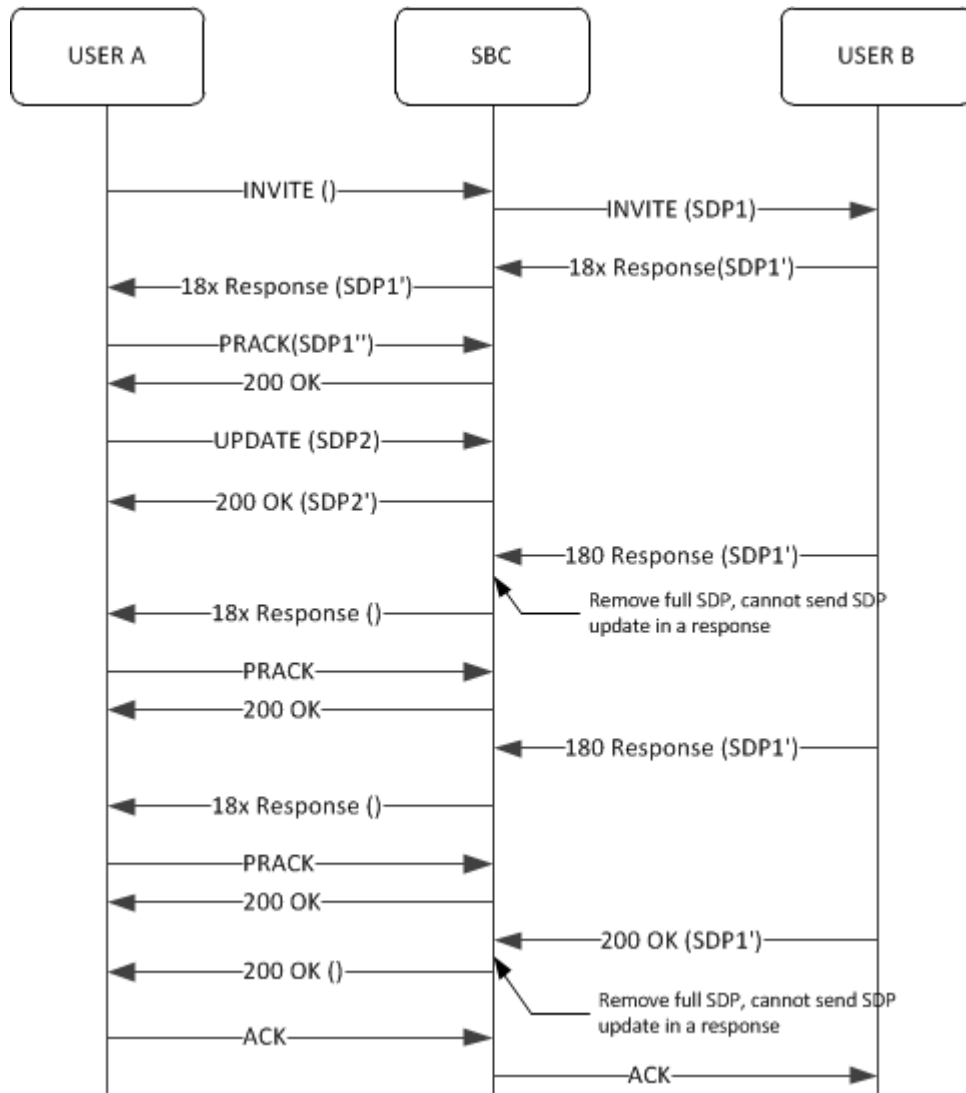 USER A
SBC
USER B
INVITE ()
INVITE (SDP1)
18x Response(SDP1')
18x Response (SDP1')
PRACK(SDP1'')
200 OK
UPDATE (SDP2)
200 OK (SDP2')
180 Response (SDP1')
Remove full SDP, cannot send SDP
update in a response
18x Response ()
PRACK
200 OK
180 Response (SDP1')
18x Response ()
PRACK
200 OK
200 OK (SDP1')
200 OK ()
Remove full SDP, cannot send SDP
update in a response
ACK
ACK